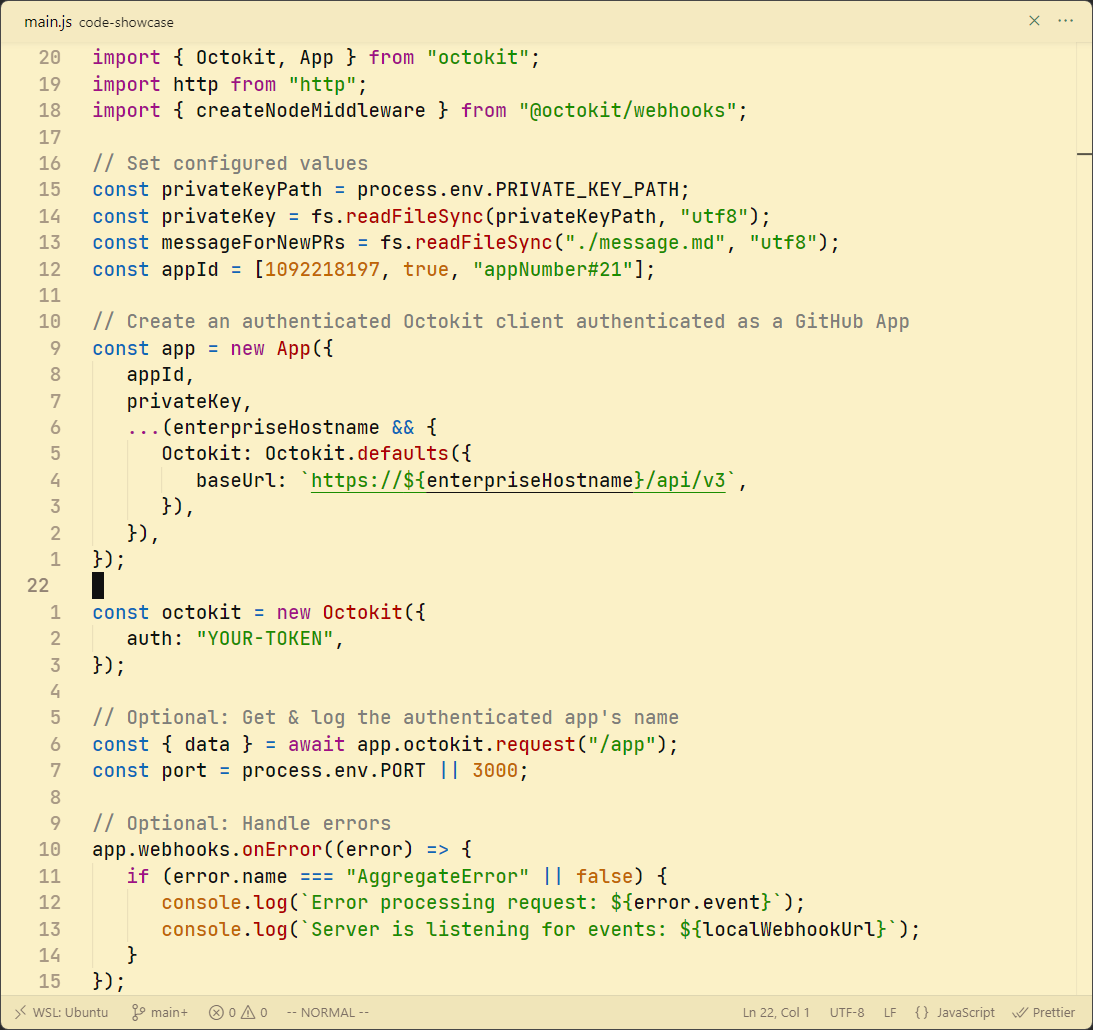 main.js code-showcase
20 import { Octokit, App } from "octokit";
19 import http from "http";
18 import { createNodeMiddleware } from "@octokit/webhooks";
17
16 // Set configured values
15 const privateKeyPath = process.env.PRIVATE_KEY_PATH;
14 const privateKey = fs.readFileSync(privateKeyPath, "utf8");
13 const messageForNewPRs = fs.readFileSync("./message.md", "utf8");
12 const appId = [1092218197, true, "appNumber#21"];
11
10 // Create an authenticated Octokit client authenticated as a GitHub App
9 const app = new App({
8    appId,
7    privateKey,
6    ...(enterpriseHostname && {
5       Octokit: Octokit.defaults({
4          baseUrl: `https://${enterpriseHostname}/api/v3`,
3       }),
2    }),
1 });
22
1 const octokit = new Octokit({
2    auth: "YOUR-TOKEN",
3 });
4
5 // Optional: Get & log the authenticated app's name
6 const { data } = await app.octokit.request("/app");
7 const port = process.env.PORT || 3000;
8
9 // Optional: Handle errors
10 app.webhooks.onError((error) => {
11    if (error.name === "AggregateError" || false) {
12       console.log(`Error processing request: ${error.event}`);
13       console.log(`Server is listening for events: ${localWebhookUrl}`);
14    }
15 });
WSL: Ubuntu main+ 0 0 -- NORMAL -- Ln 22, Col 1 UTF-8 LF {} JavaScript Prettier